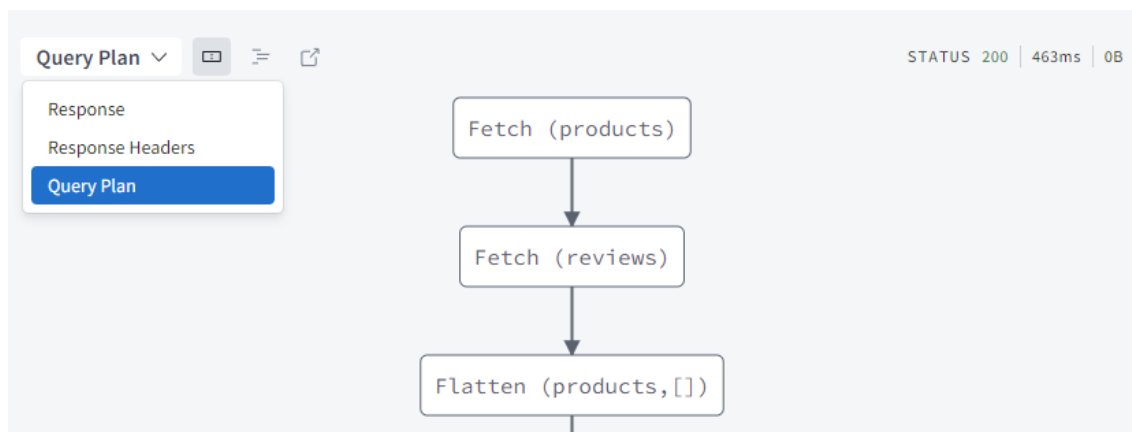 Query Plan
STATUS 200 463ms 0B
Response
Response Headers
Query Plan
Fetch (products)
Fetch (reviews)
Flatten (products,[])